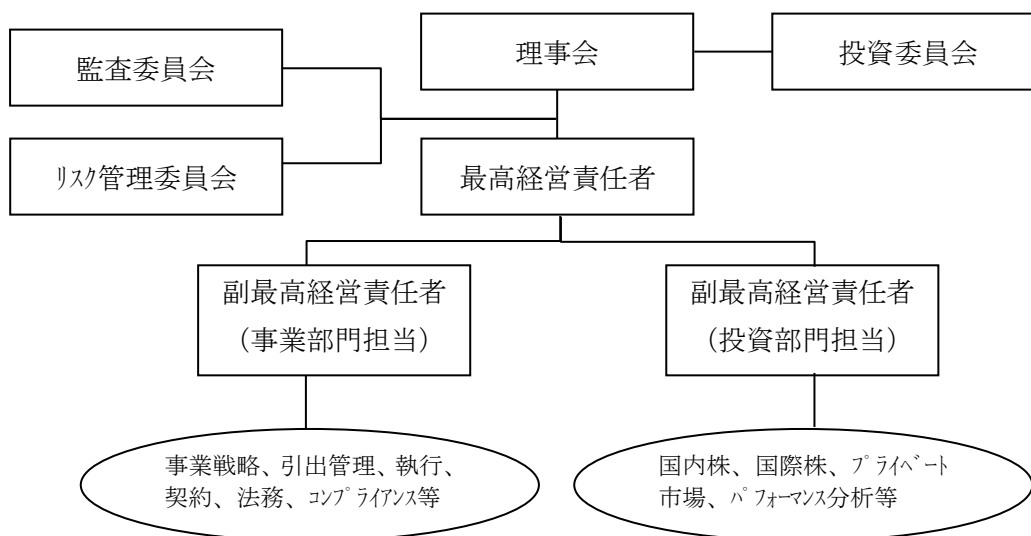 監査委員会
理事会
投資委員会
ﾘｽｸ管理委員会
最高経営責任者
副最高経営責任者
（事業部門担当）
副最高経営責任者
（投資部門担当）
事業戦略、引出管理、執行、
契約、法務、ｺﾝﾌﾟﾗｲｱﾝｽ等
国内株、国際株、ﾌﾟﾗｲﾍﾞｰﾄ
市場、ﾊﾟﾌｫｰﾏﾝｽ分析等